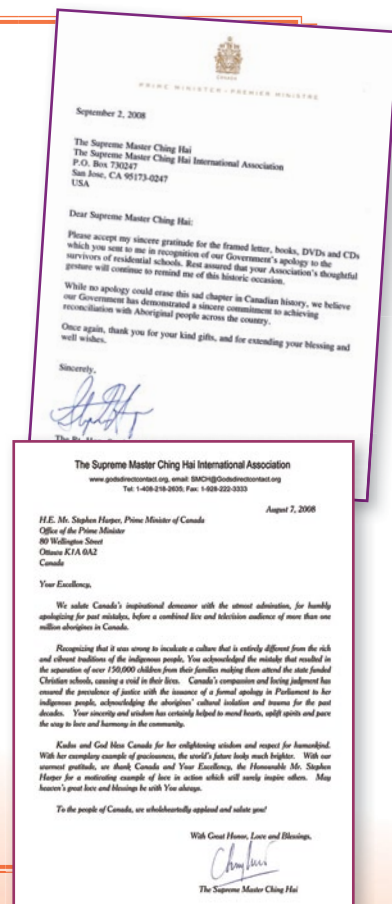 CANADA
PRIME MINISTER · PREMIER MINISTRE
September 2, 2008
The Supreme Master Ching Hai
The Supreme Master Ching Hai International Association
P.O. Box 730247
San Jose, CA 95173-0247
USA
Dear Supreme Master Ching Hai:
Please accept my sincere gratitude for the framed letter, books, DVDs and CDs
which you sent to me in recognition of our Government's apology to the
survivors of residential schools. Rest assured that your Association's thoughtful
gesture will continue to remind me of this historic occasion.
While no apology could erase this sad chapter in Canadian history, we believe
our Government has demonstrated a sincere commitment to achieving
reconciliation with Aboriginal people across the country.
Once again, thank you for your kind gifts, and for extending your blessing and
well wishes.
Sincerely,
The Supreme Master Ching Hai International Association
www.godsdirectcontact.org, email: SMCH@Godsdirectcontact.org
Tel: 1-408-218-2635; Fax: 1-928-222-3333
August 7, 2008
H.E. Mr. Stephen Harper, Prime Minister of Canada
Office of the Prime Minister
80 Wellington Street
Ottawa K1A 0A2
Canada
Your Excellency,
We salute Canada's inspirational demeanor with the utmost admiration, for humbly
apologizing for past mistakes, before a combined live and television audience of more than one
million aborigines in Canada.
Recognizing that it was wrong to inculcate a culture that is entirely different from the rich
and vibrant traditions of the indigenous people, You acknowledged the mistake that resulted in
the separation of over 150,000 children from their families making them attend the state funded
Christian schools, causing a void in their lives. Canada's compassion and loving judgment has
ensured the prevalence of justice with the issuance of a formal apology in Parliament to her
indigenous people, acknowledging the aborigines' cultural isolation and trauma for the past
decades. Your sincerity and wisdom has certainly helped to mend hearts, uplift spirits and pave
the way to love and harmony in the community.
Kudos and God bless Canada for her enlightening wisdom and respect for humankind.
With her exemplary example of graciousness, the world's future looks much brighter. With our
warmest gratitude, we thank Canada and Your Excellency, the Honourable Mr. Stephen
Harper for a motivating example of love in action which will surely inspire others. May
heaven's great love and blessings be with You always.
To the people of Canada, we wholeheartedly applaud and salute you!
With Great Honor, Love and Blessings,
The Supreme Master Ching Hai